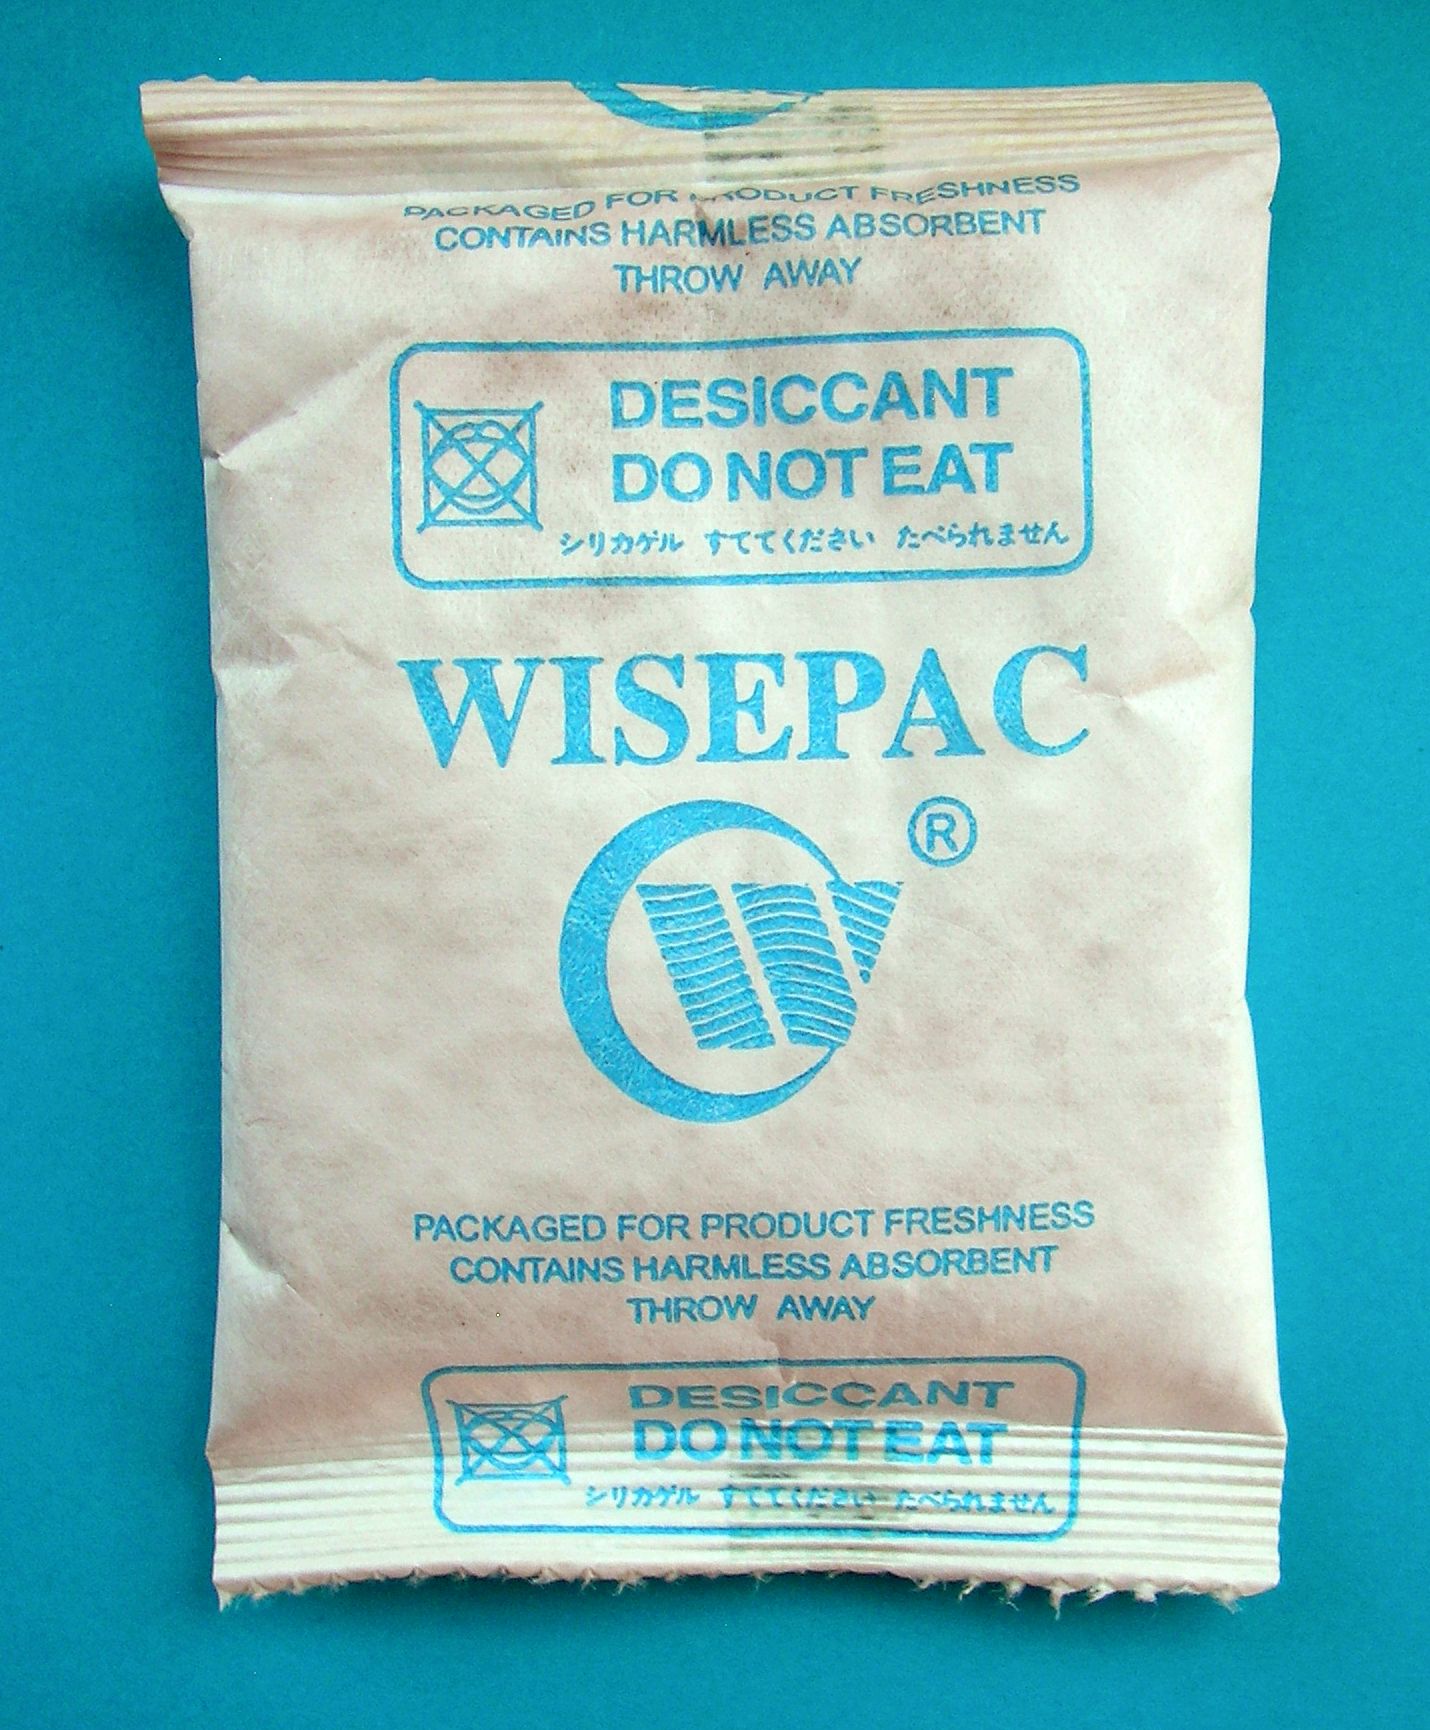 PACKAGED FOR PRODUCT FRESHNESS
CONTAINS HARMLESS ABSORBENT
THROW AWAY
DESICCANT
DO NOT EAT
シリカゲル すててください たべられません
WISEPAC
®
W
PACKAGED FOR PRODUCT FRESHNESS
CONTAINS HARMLESS ABSORBENT
THROW AWAY
DESICCANT
DO NOT EAT
シリカゲル すててください たべられません